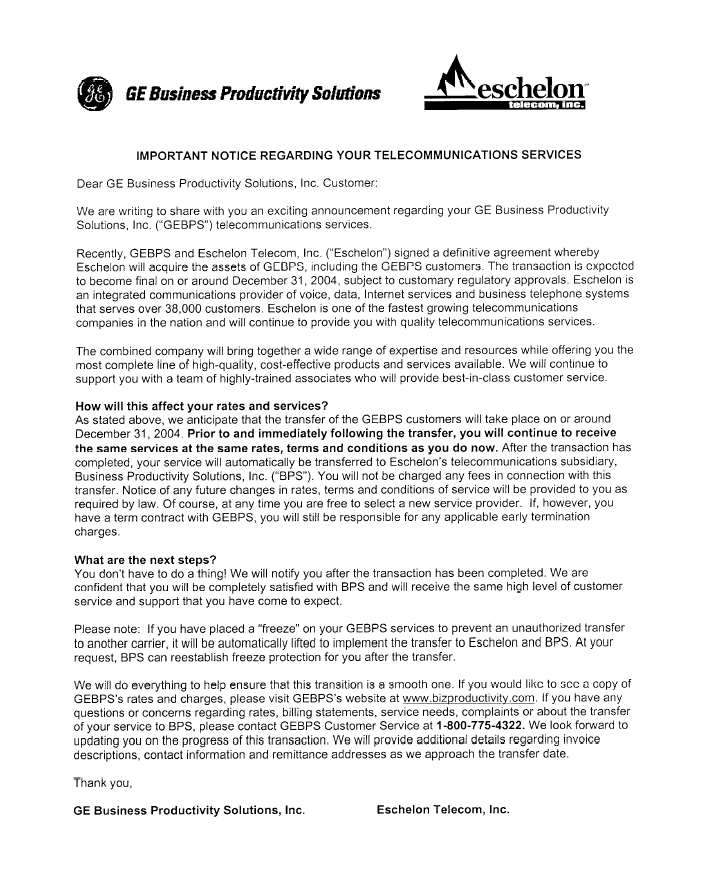 GE GE Business Productivity Solutions
eschelon
telecom, inc.
IMPORTANT NOTICE REGARDING YOUR TELECOMMUNICATIONS SERVICES
Dear GE Business Productivity Solutions, Inc. Customer:
We are writing to share with you an exciting announcement regarding your GE Business Productivity
Solutions, Inc. (“GEBPS”) telecommunications services.
Recently, GEBPS and Eschelon Telecom, Inc. (“Eschelon”) signed a definitive agreement whereby
Eschelon will acquire the assets of GEBPS, including the GEBPS customers. The transaction is expected
to become final on or around December 31, 2004, subject to customary regulatory approvals. Eschelon is
an integrated communications provider of voice, data, Internet services and business telephone systems
that serves over 38,000 customers. Eschelon is one of the fastest growing telecommunications
companies in the nation and will continue to provide you with quality telecommunications services.
The combined company will bring together a wide range of expertise and resources while offering you the
most complete line of high-quality, cost-effective products and services available. We will continue to
support you with a team of highly-trained associates who will provide best-in-class customer service.
How will this affect your rates and services?
As stated above, we anticipate that the transfer of the GEBPS customers will take place on or around
December 31, 2004. Prior to and immediately following the transfer, you will continue to receive
the same services at the same rates, terms and conditions as you do now. After the transaction has
completed, your service will automatically be transferred to Eschelon's telecommunications subsidiary,
Business Productivity Solutions, Inc. (“BPS”). You will not be charged any fees in connection with this
transfer. Notice of any future changes in rates, terms and conditions of service will be provided to you as
required by law. Of course, at any time you are free to select a new service provider. If, however, you
have a term contract with GEBPS, you will still be responsible for any applicable early termination
charges.
What are the next steps?
You don't have to do a thing! We will notify you after the transaction has been completed. We are
confident that you will be completely satisfied with BPS and will receive the same high level of customer
service and support that you have come to expect.
Please note: If you have placed a “freeze” on your GEBPS services to prevent an unauthorized transfer
to another carrier, it will be automatically lifted to implement the transfer to Eschelon and BPS. At your
request, BPS can reestablish freeze protection for you after the transfer.
We will do everything to help ensure that this transition is a smooth one. If you would like to see a copy of
GEBPS's rates and charges, please visit GEBPS's website at www.bizproductivity.com. If you have any
questions or concerns regarding rates, billing statements, service needs, complaints or about the transfer
of your service to BPS, please contact GEBPS Customer Service at 1-800-775-4322. We look forward to
updating you on the progress of this transaction. We will provide additional details regarding invoice
descriptions, contact information and remittance addresses as we approach the transfer date.
Thank you,
GE Business Productivity Solutions, Inc. Eschelon Telecom, Inc.